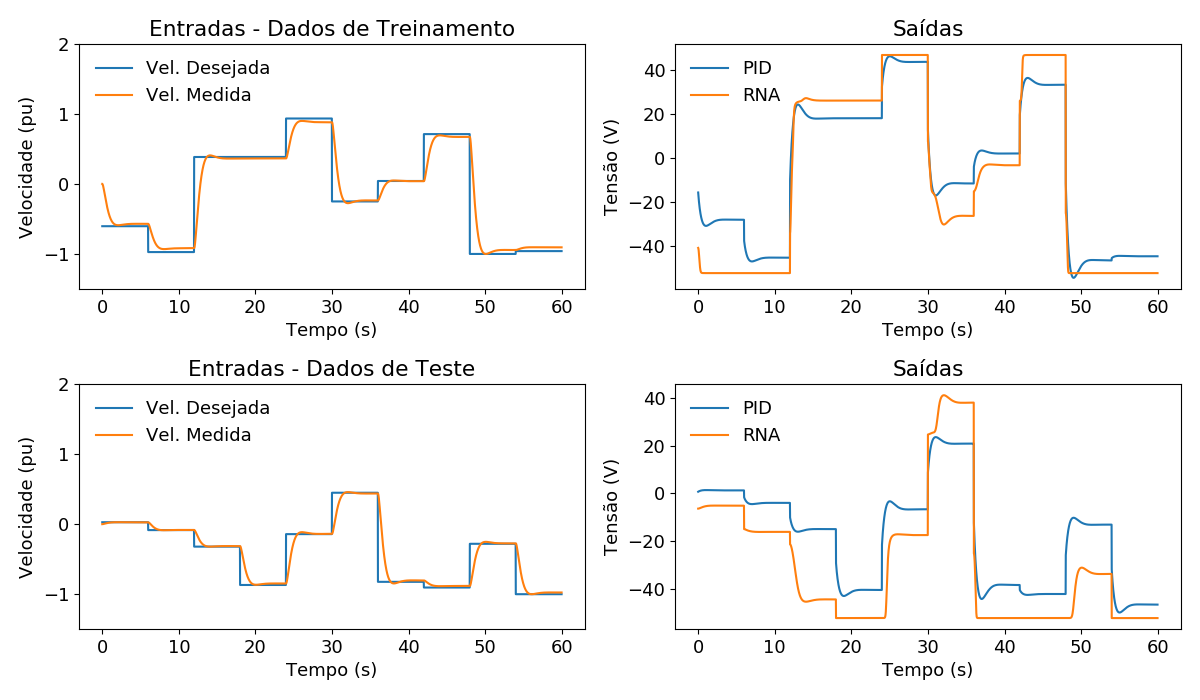 Entradas - Dados de Treinamento
2
1
0
−1
Velocidade (pu)
Vel. Desejada
Vel. Medida
0 10 20 30 40 50 60
Tempo (s)
Saídas
40
20
0
−20
−40
Tensão (V)
PID
RNA
0 10 20 30 40 50 60
Tempo (s)
Entradas - Dados de Teste
2
1
0
−1
Velocidade (pu)
Vel. Desejada
Vel. Medida
0 10 20 30 40 50 60
Tempo (s)
Saídas
40
20
0
−20
−40
Tensão (V)
PID
RNA
0 10 20 30 40 50 60
Tempo (s)